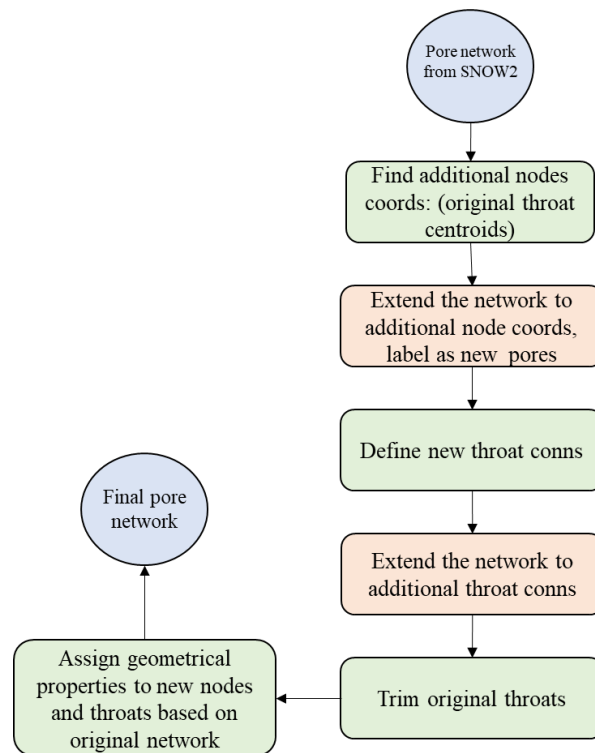 Pore network
from SNOW2
Find additional nodes
coords: (original throat
centroids)
Extend the network to
additional node coords,
label as new pores
Define new throat conns
Extend the network to
additional throat conns
Trim original throats
Assign geometrical
properties to new nodes
and throats based on
original network
Final pore
network